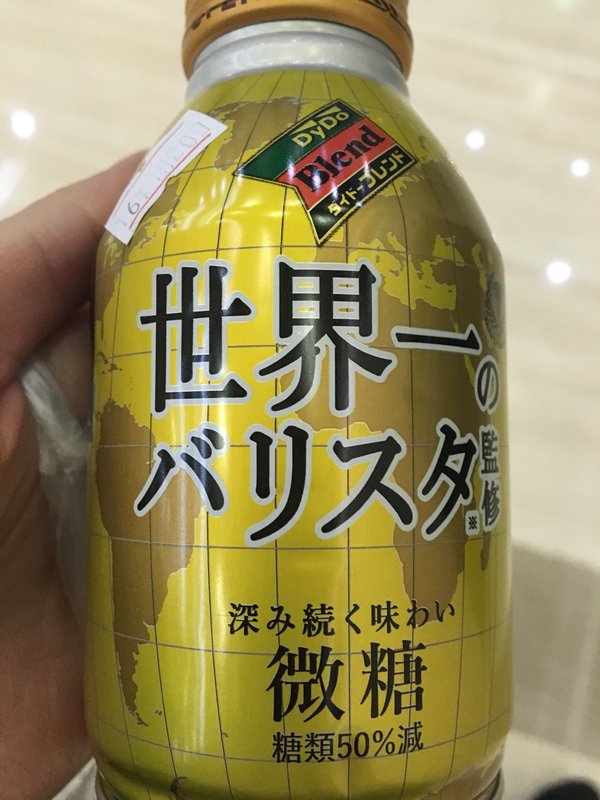 DyDo
Blend
ダイドーブレンド
世界一の
バリスタ※監修
深み続く味わい
微糖
糖類50%減